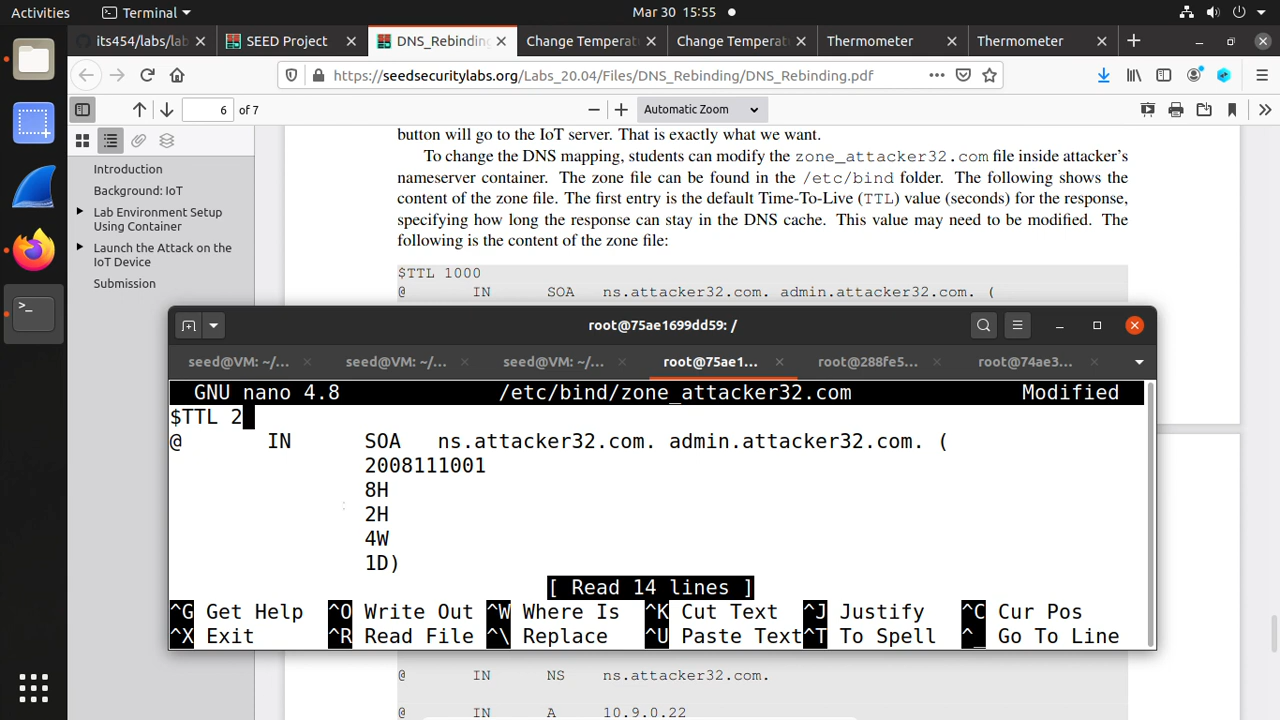 Activities Terminal Mar 30 15:55
its454/labs/lab SEED Project DNS_Rebinding Change Temperat Change Temperat Thermometer Thermometer
https://seedsecuritylabs.org/Labs_20.04/Files/DNS_Rebinding/DNS_Rebinding.pdf
6 of 7 Automatic Zoom
Introduction
Background: IoT
Lab Environment Setup
Using Container
Launch the Attack on the
IoT Device
Submission
button will go to the IoT server. That is exactly what we want.
To change the DNS mapping, students can modify the zone_attacker32.com file inside attacker's
nameserver container. The zone file can be found in the /etc/bind folder. The following shows the
content of the zone file. The first entry is the default Time-To-Live (TTL) value (seconds) for the response,
specifying how long the response can stay in the DNS cache. This value may need to be modified. The
following is the content of the zone file:
$TTL 1000
@ IN SOA ns.attacker32.com. admin.attacker32.com. (
root@75ae1699dd59: /
seed@VM: ~/... seed@VM: ~/... seed@VM: ~/... root@75ae1... root@288fe5... root@74ae3...
GNU nano 4.8 /etc/bind/zone_attacker32.com Modified
$TTL 2
@ IN SOA ns.attacker32.com. admin.attacker32.com. (
2008111001
8H
2H
4W
1D)
[ Read 14 lines ]
^G Get Help ^O Write Out ^W Where Is ^K Cut Text ^J Justify ^C Cur Pos
^X Exit ^R Read File ^\ Replace ^U Paste Text ^T To Spell ^_ Go To Line
@ IN NS ns.attacker32.com.
@ IN A 10.9.0.22